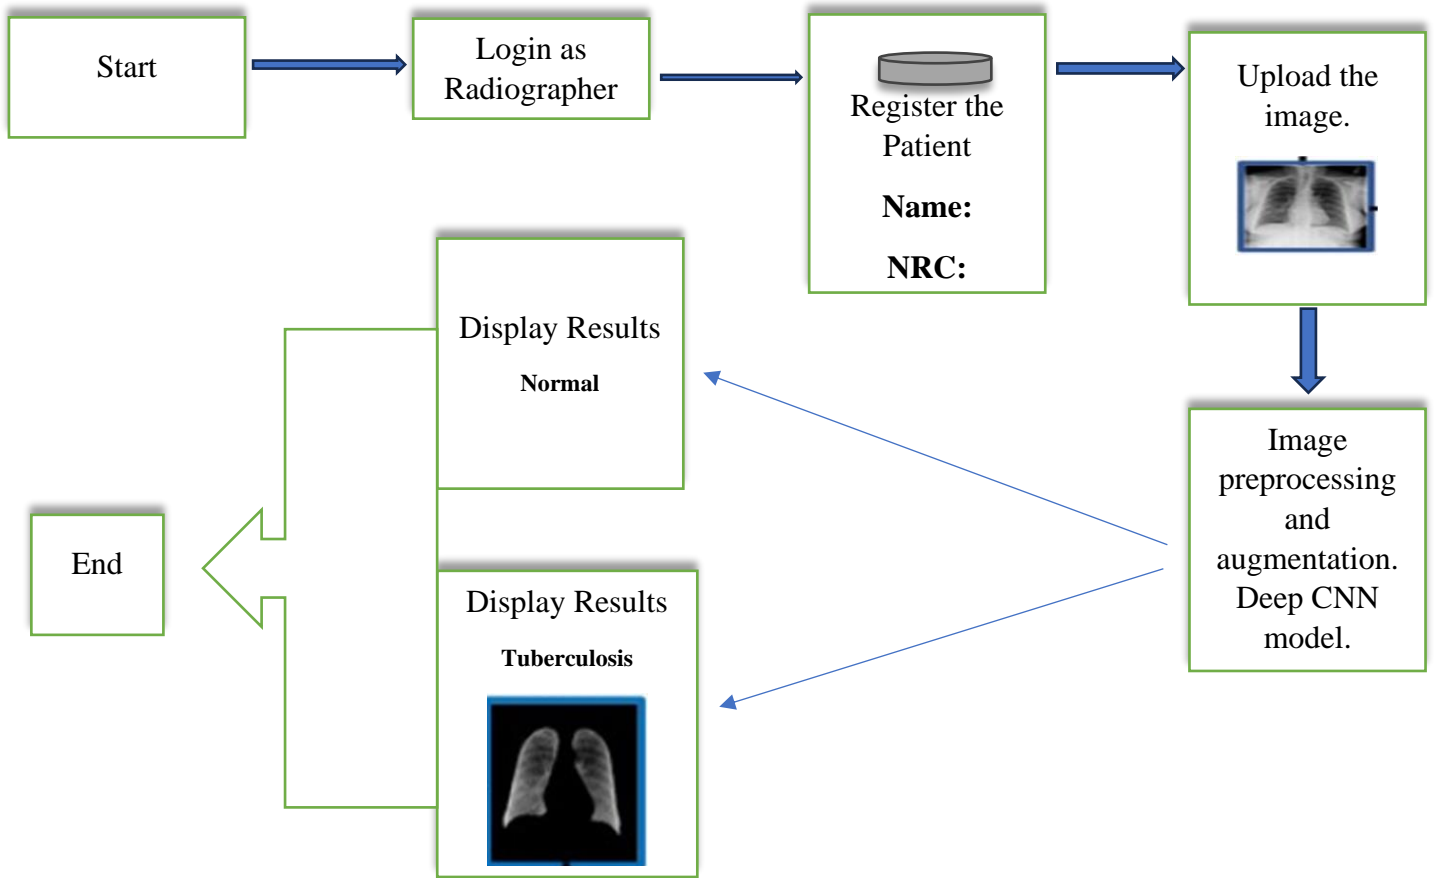 Start
Login as
Radiographer
Register the
Patient
Name:
NRC:
Upload the
image.
Image
preprocessing
and
augmentation.
Deep CNN
model.
Display Results
Normal
Display Results
Tuberculosis
End